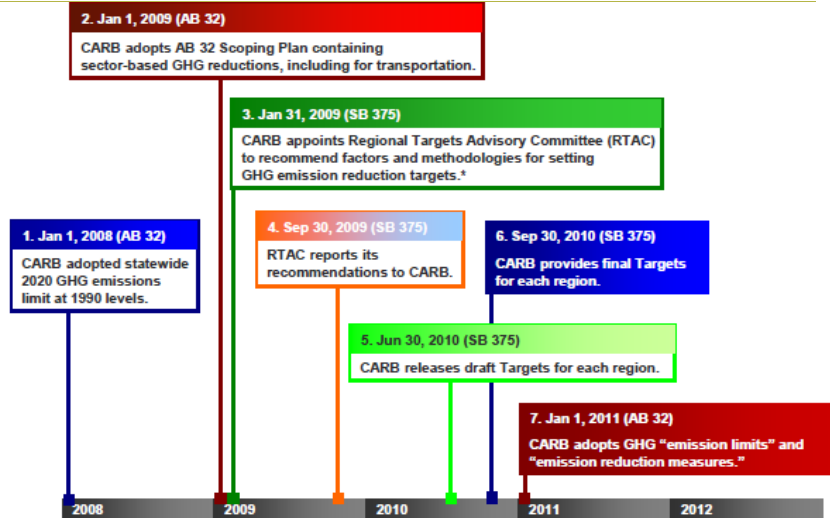 2. Jan 1, 2009 (AB 32)
CARB adopts AB 32 Scoping Plan containing
sector-based GHG reductions, including for transportation.
3. Jan 31, 2009 (SB 375)
CARB appoints Regional Targets Advisory Committee (RTAC)
to recommend factors and methodologies for setting
GHG emission reduction targets.*
1. Jan 1, 2008 (AB 32)
CARB adopted statewide
2020 GHG emissions
limit at 1990 levels.
4. Sep 30, 2009 (SB 375)
RTAC reports its
recommendations to CARB.
6. Sep 30, 2010 (SB 375)
CARB provides final Targets
for each region.
5. Jun 30, 2010 (SB 375)
CARB releases draft Targets for each region.
7. Jan 1, 2011 (AB 32)
CARB adopts GHG “emission limits” and
“emission reduction measures.”
2008 2009 2010 2011 2012